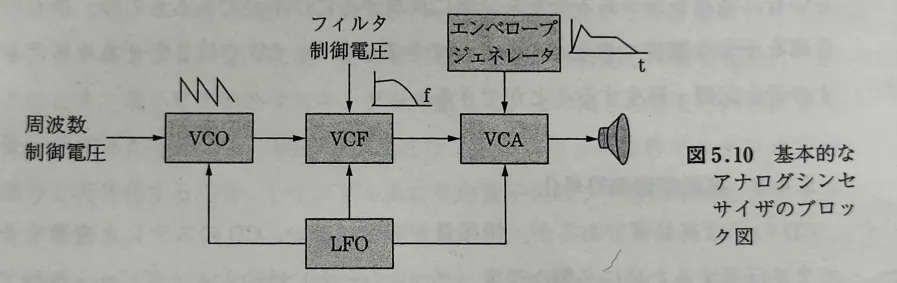 フィルタ
制御電圧
エンベロープ
ジェネレータ
t
f
周波数
制御電圧
VCO
VCF
VCA
LFO
図5.10 基本的な
アナログシンセ
サイザのブロッ
ク図